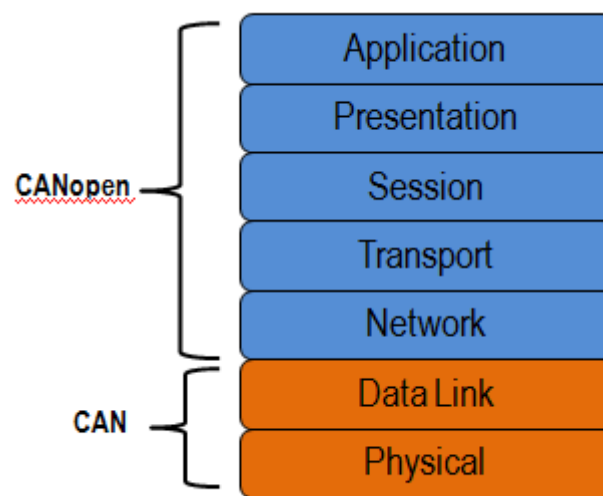 Application
Presentation
CANopen
Session
Transport
Network
Data Link
CAN
Physical